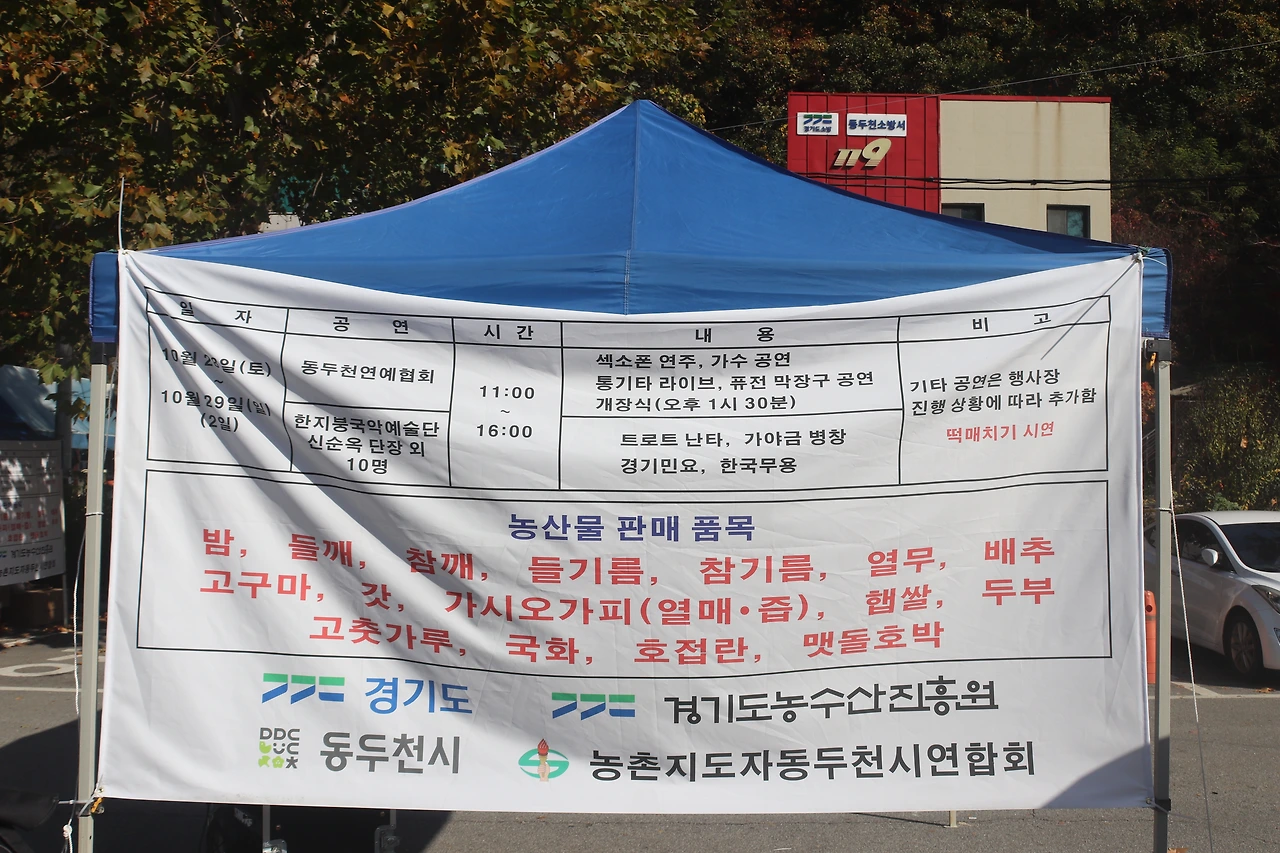 경기도소방 동두천소방서
119
일 자 공 연 시 간 내 용 비 고
10월 28일(토)
~
10월29일(일)
(2일)
동두천연예협회
한지붕국악예술단
신순옥 단장 외
10명
11:00
~
16:00
섹소폰 연주, 가수 공연
통기타 라이브, 퓨전 막장구 공연
개장식(오후 1시 30분)
트로트 난타, 가야금 병창
경기민요, 한국무용
기타 공연은 행사장
진행 상황에 따라 추가함
떡매치기 시연
농산물 판매 품목
밤, 들깨, 참깨, 들기름, 참기름, 열무, 배추
고구마, 갓, 가시오가피(열매·즙), 햅쌀, 두부
고춧가루, 국화, 호접란, 맷돌호박
경기도 경기도농수산진흥원
DDC
동두천시 농촌지도자동두천시연합회